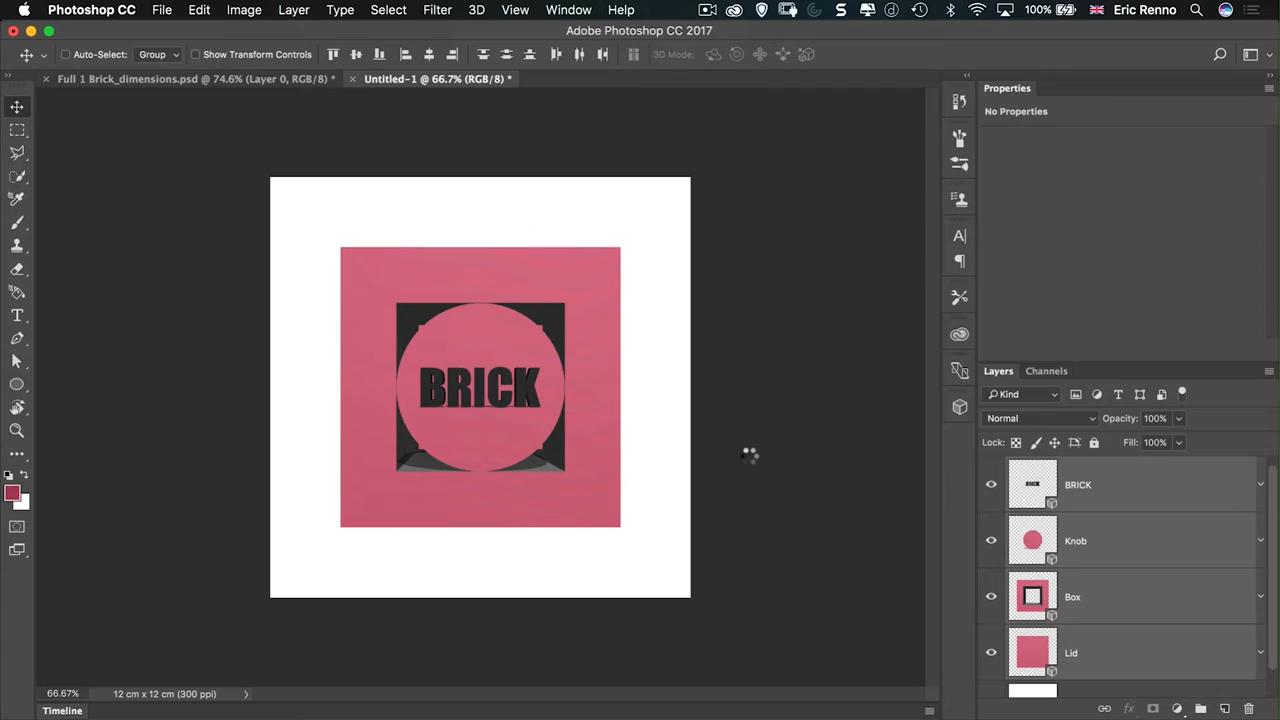 Photoshop CC File Edit Image Layer Type Select Filter 3D View Window Help 100% Eric Renno
Adobe Photoshop CC 2017
Auto-Select: Group Show Transform Controls 3D Mode:
Full 1 Brick_dimensions.psd @ 74.6% (Layer 0, RGB/8) * Untitled-1 @ 66.7% (RGB/8) *
Properties
No Properties
BRICK
Layers Channels
Kind
Normal Opacity: 100%
Lock: Fill: 100%
BRICK BRICK
Knob
Box
Lid
66.67% 12 cm x 12 cm (300 ppi)
Timeline